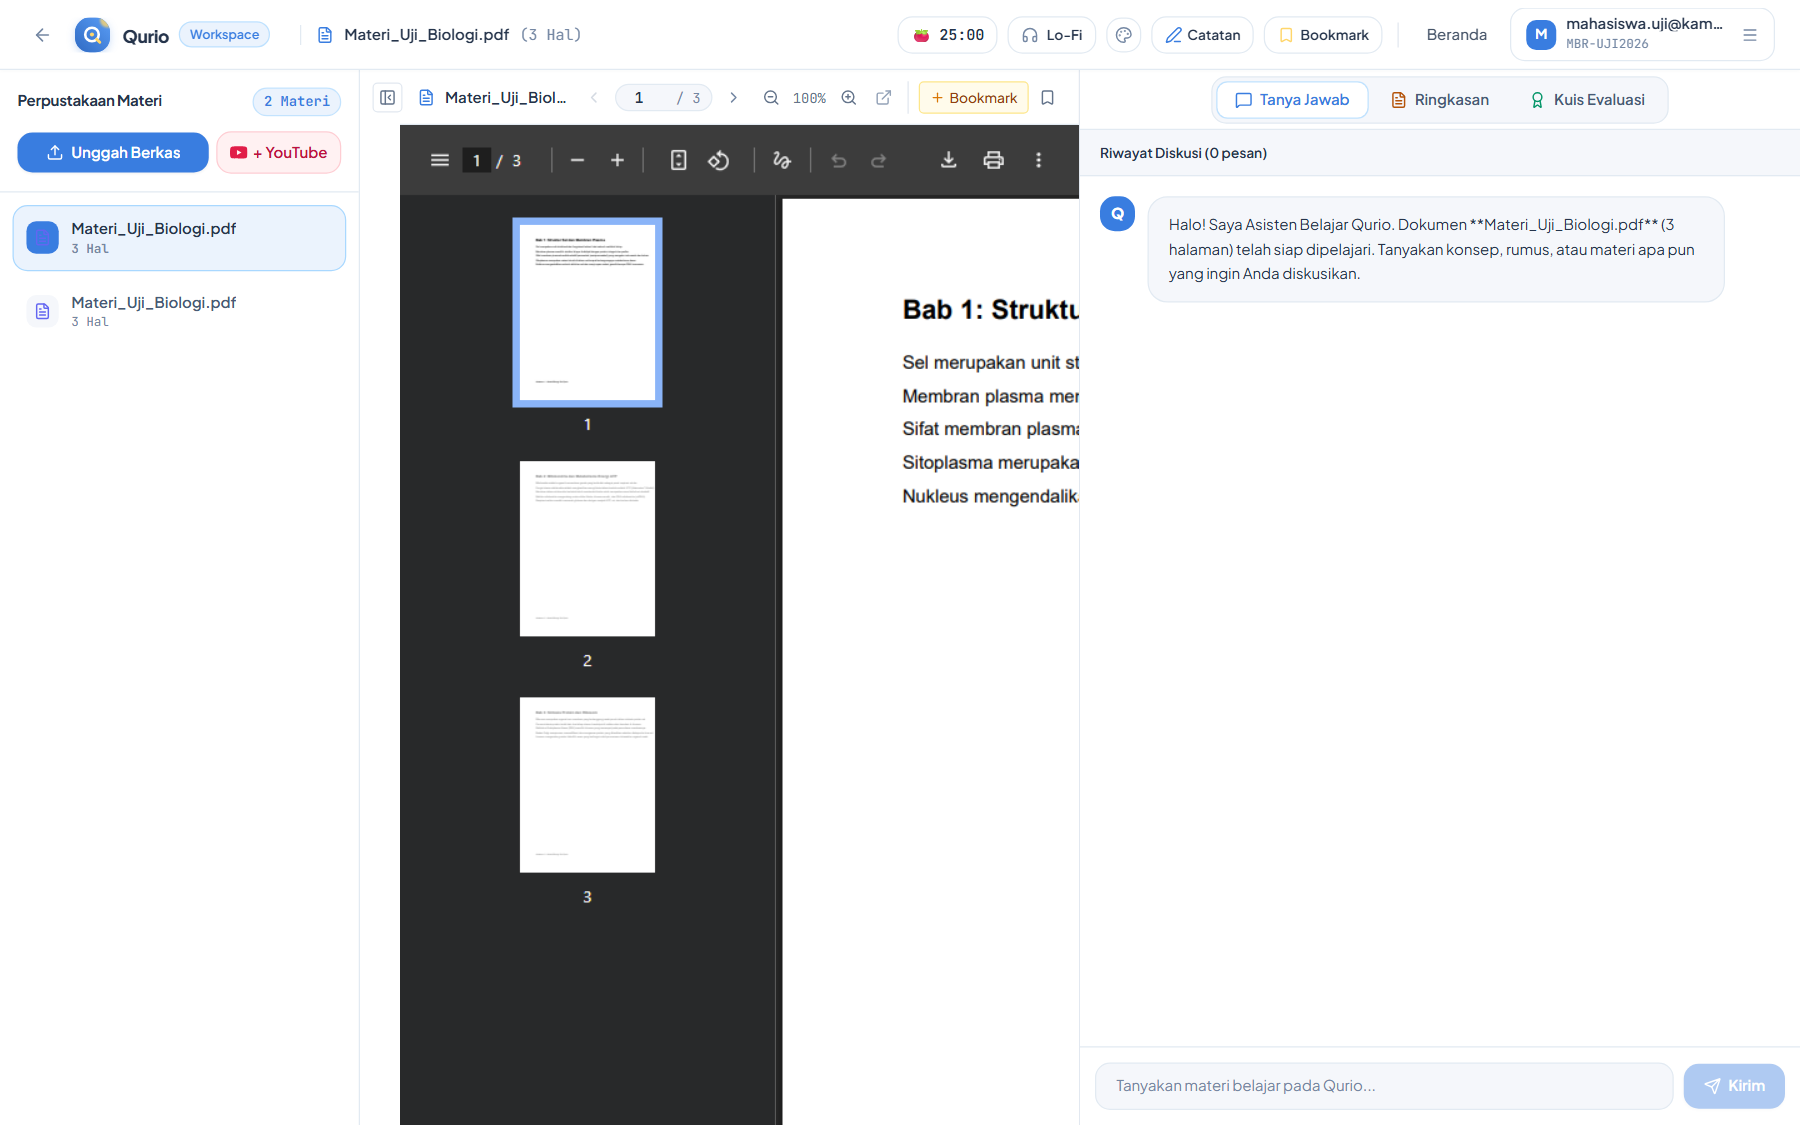 Qurio
Workspace
Materi_Uji_Biologi.pdf (3 Hal)
25:00
Lo-Fi
Catatan
Bookmark
Beranda
M
mahasiswa.uji@kam...
MBR-UJI2026
Perpustakaan Materi
2 Materi
Unggah Berkas
+ YouTube
Materi_Uji_Biologi.pdf
3 Hal
Materi_Uji_Biologi.pdf
3 Hal
Materi_Uji_Biol...
1 / 3
100%
+ Bookmark
1 / 3
1
2
3
Bab 1: Struktu
Sel merupakan unit st
Membran plasma mer
Sifat membran plasma
Sitoplasma merupaka
Nukleus mengendalika
Tanya Jawab
Ringkasan
Kuis Evaluasi
Riwayat Diskusi (0 pesan)
Q
Halo! Saya Asisten Belajar Qurio. Dokumen **Materi_Uji_Biologi.pdf** (3
halaman) telah siap dipelajari. Tanyakan konsep, rumus, atau materi apa pun
yang ingin Anda diskusikan.
Tanyakan materi belajar pada Qurio...
Kirim